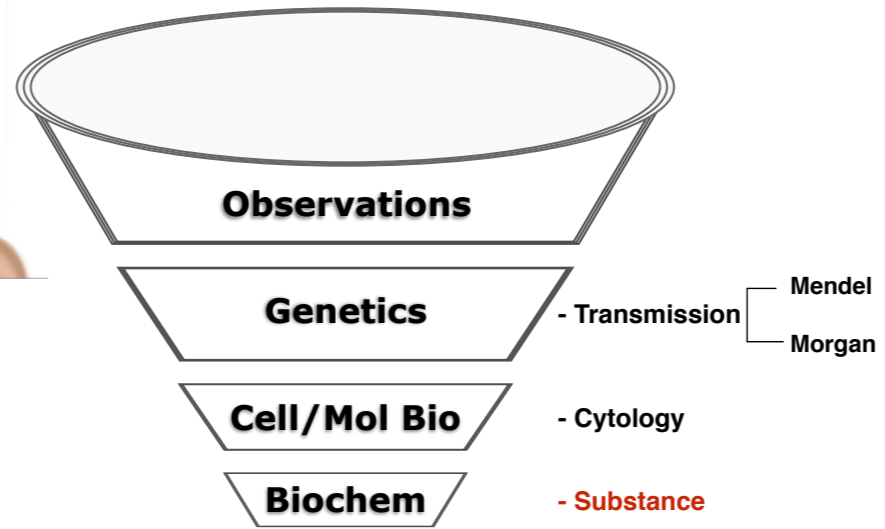 Observations
Genetics
- Transmission
Mendel
Morgan
Cell/Mol Bio
- Cytology
Biochem
- Substance